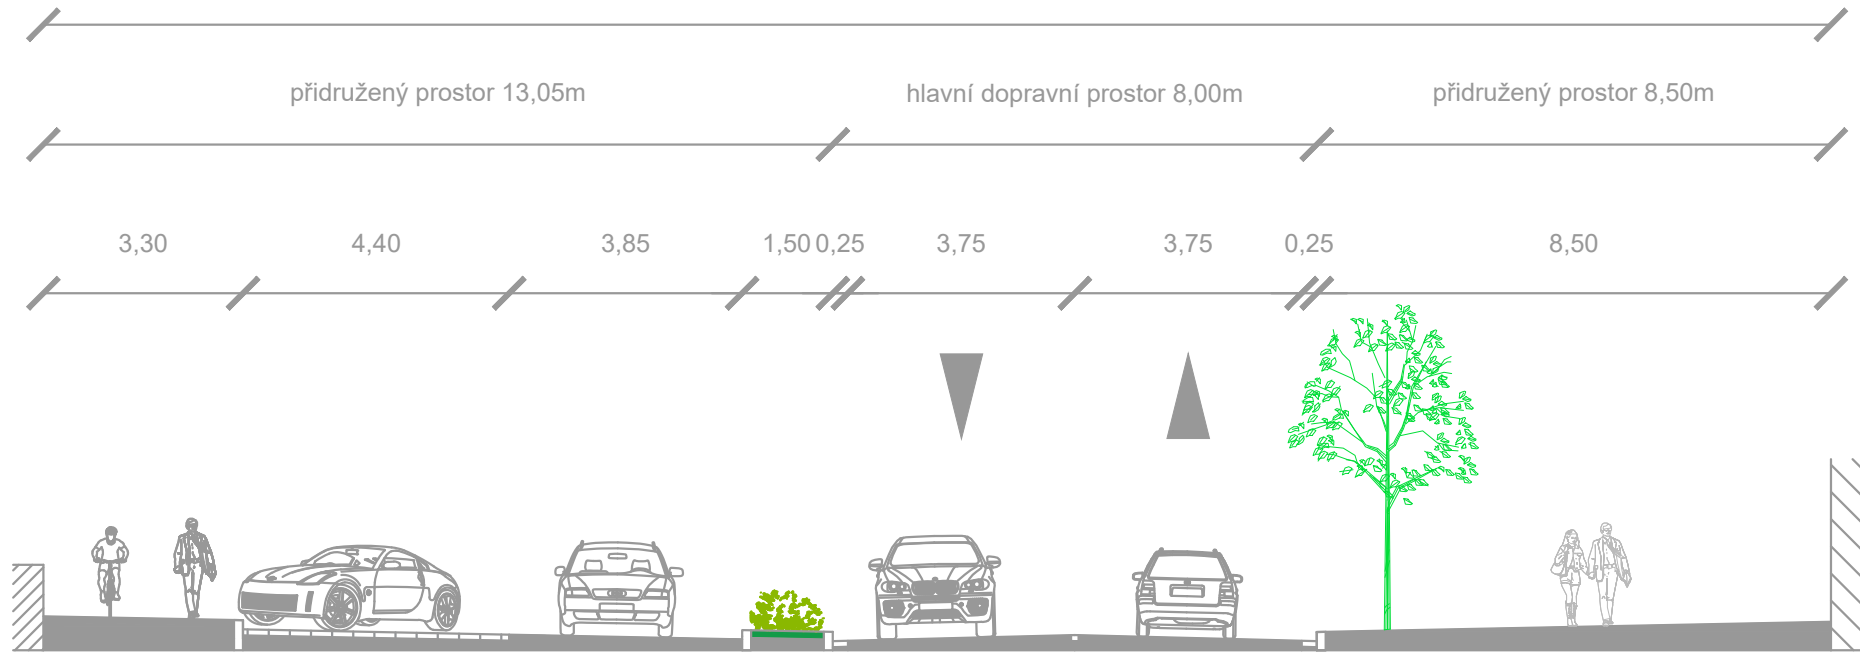 přidružený prostor 13,05m hlavní dopravní prostor 8,00m přidružený prostor 8,50m
3,30 4,40 3,85 1,50 0,25 3,75 3,75 0,25 8,50